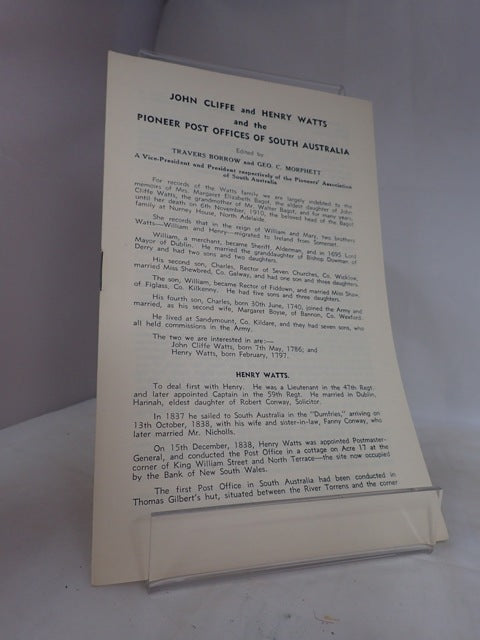 JOHN CLIFFE and HENRY WATTS
and the
PIONEER POST OFFICES OF SOUTH AUSTRALIA
Edited by
TRAVERS BORROW and GEO. C. MORPHETT
A Vice-President and President respectively of the Pioneers' Association
of South Australia
For records of the Watts family we are largely indebted to the
memoirs of Mrs. Margaret Elizabeth Bagot, the eldest daughter of John
Cliffe Watts, the grandmother of Mr. Walter Bagot, and for many years,
until her death on 6th November, 1910, the beloved head of the Bagot
family at Nurney House, North Adelaide.
She records that in the reign of William and Mary, two brothers
Watts—William and Henry—migrated to Ireland from Somerset.
William, a merchant, became Sheriff, Alderman, and in 1695 Lord
Mayor of Dublin. He married the granddaughter of Bishop Bowman of
Derry and had two sons and two daughters.
His second son, Charles, Rector of Seven Churches, Co. Wicklow,
married Miss Shewbred, Co. Galway, and had one son and three daughters.
The son, William, became Rector of Fiddown, and married Miss Shaw,
of Figlass, Co. Kilkenny. He had five sons and three daughters.
His fourth son, Charles, born 30th June, 1740, joined the Army and
married, as his second wife, Margaret Boyse, of Bannon, Co. Wexford.
He lived at Sandymount, Co. Kildare, and they had seven sons, who
all held commissions in the Army.
The two we are interested in are:—
John Cliffe Watts, born 7th May, 1786; and
Henry Watts, born February, 1797.
HENRY WATTS.
To deal first with Henry. He was a Lieutenant in the 47th Regt.
and later appointed Captain in the 59th Regt. He married in Dublin,
Harinah, eldest daughter of Robert Conway, Solicitor.
In 1837 he sailed to South Australia in the "Dumfries," arriving on
13th October, 1838, with his wife and sister-in-law, Fanny Conway, who
later married Mr. Nicholls.
On 15th December, 1838, Henry Watts was appointed Postmaster-
General, and conducted the Post Office in a cottage on Acre 17 at the
corner of King William Street and North Terrace—the site now occupied
by the Bank of New South Wales.
The first Post Office in South Australia had been conducted in
Thomas Gilbert's hut, situated between the River Torrens and the corner